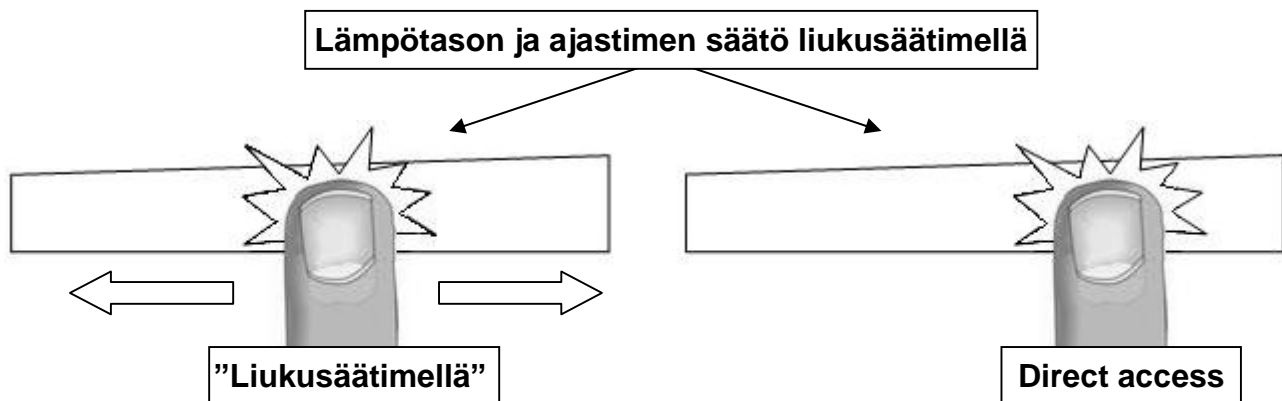 Lämpötason ja ajastimen säätö liukusäätimellä
”Liukusäätimellä”
Direct access